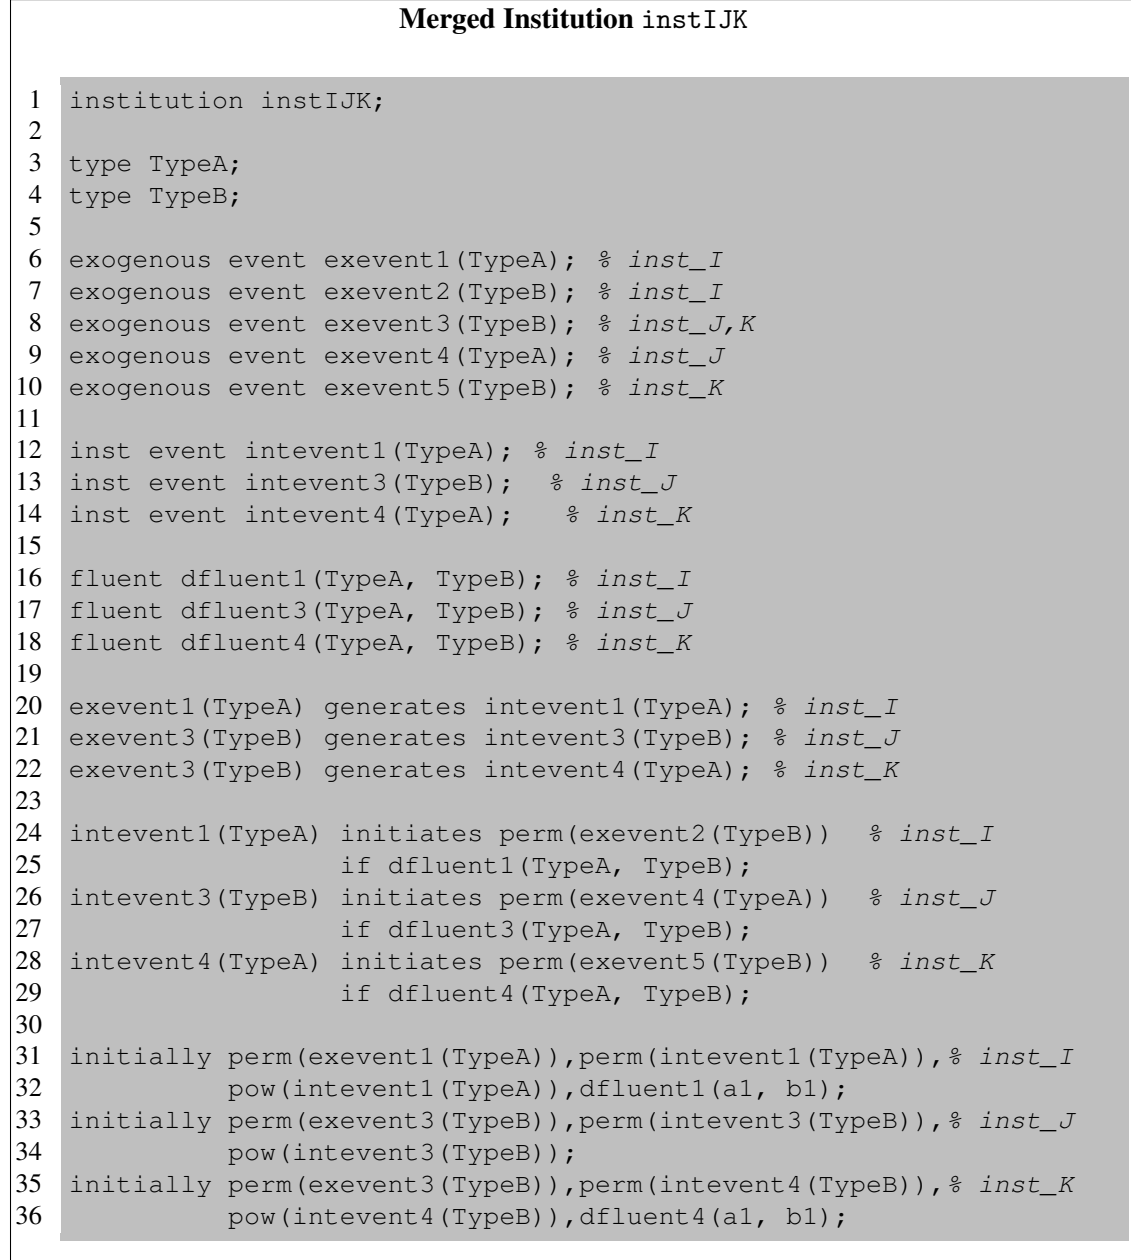 Merged Institution instIJK
1 institution instIJK;
2
3 type TypeA;
4 type TypeB;
5
6 exogenous event exevent1(TypeA); % inst_I
7 exogenous event exevent2(TypeB); % inst_I
8 exogenous event exevent3(TypeB); % inst_J,K
9 exogenous event exevent4(TypeA); % inst_J
10 exogenous event exevent5(TypeB); % inst_K
11
12 inst event intevent1(TypeA); % inst_I
13 inst event intevent3(TypeB);  % inst_J
14 inst event intevent4(TypeA);   % inst_K
15
16 fluent dfluent1(TypeA, TypeB); % inst_I
17 fluent dfluent3(TypeA, TypeB); % inst_J
18 fluent dfluent4(TypeA, TypeB); % inst_K
19
20 exevent1(TypeA) generates intevent1(TypeA); % inst_I
21 exevent3(TypeB) generates intevent3(TypeB); % inst_J
22 exevent3(TypeB) generates intevent4(TypeA); % inst_K
23
24 intevent1(TypeA) initiates perm(exevent2(TypeB))  % inst_I
25                  if dfluent1(TypeA, TypeB);
26 intevent3(TypeB) initiates perm(exevent4(TypeA))  % inst_J
27                  if dfluent3(TypeA, TypeB);
28 intevent4(TypeA) initiates perm(exevent5(TypeB))  % inst_K
29                  if dfluent4(TypeA, TypeB);
30
31 initially perm(exevent1(TypeA)),perm(intevent1(TypeA)),% inst_I
32           pow(intevent1(TypeA)),dfluent1(a1, b1);
33 initially perm(exevent3(TypeB)),perm(intevent3(TypeB)),% inst_J
34           pow(intevent3(TypeB));
35 initially perm(exevent3(TypeB)),perm(intevent4(TypeB)),% inst_K
36           pow(intevent4(TypeB)),dfluent4(a1, b1);